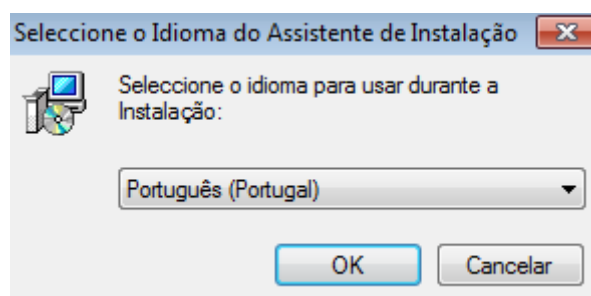 Seleccione o Idioma do Assistente de Instalação
Seleccione o idioma para usar durante a
Instalação:
Português (Portugal)
OK
Cancelar